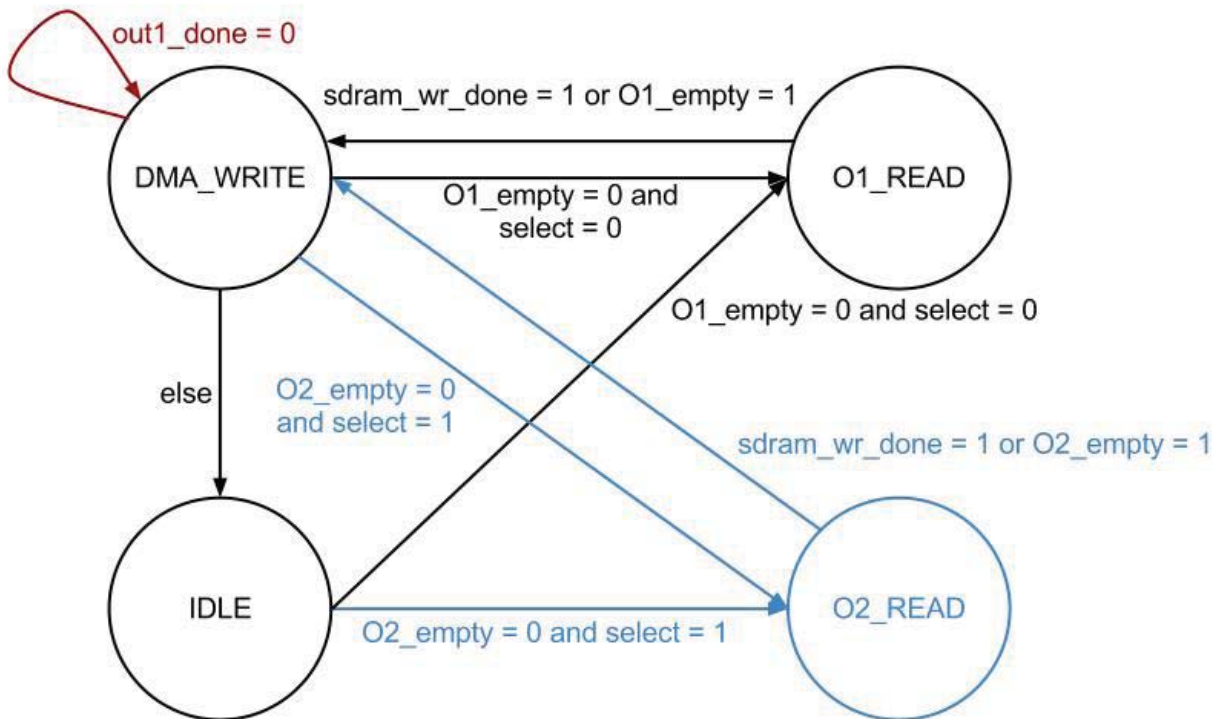 out1_done = 0
sdram_wr_done = 1 or O1_empty = 1
DMA_WRITE
O1_READ
O1_empty = 0 and
select = 0
O1_empty = 0 and select = 0
else
O2_empty = 0
and select = 1
sdram_wr_done = 1 or O2_empty = 1
IDLE
O2_READ
O2_empty = 0 and select = 1